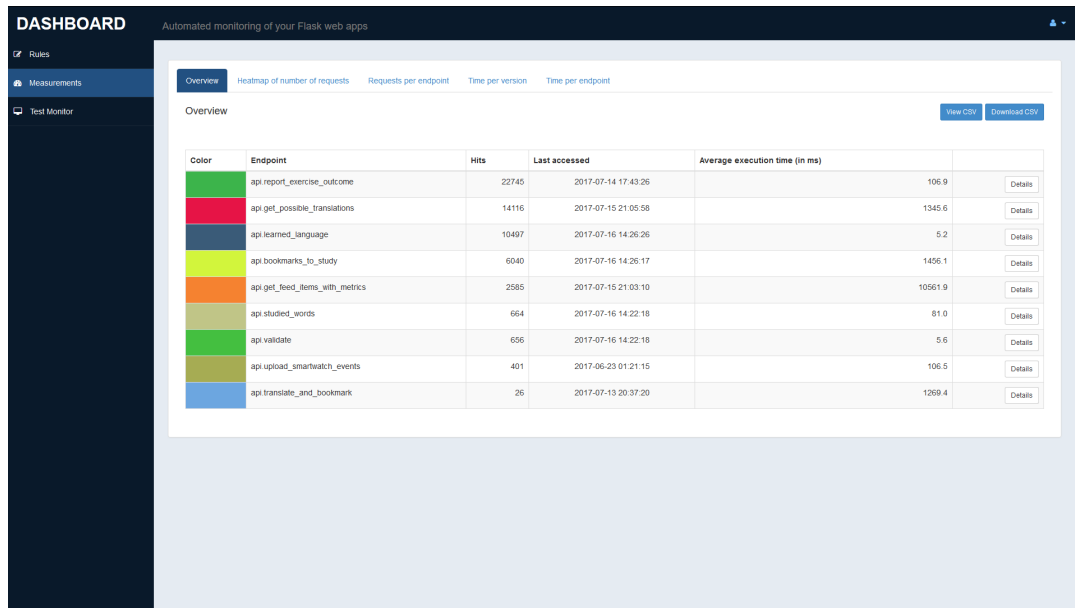 DASHBOARD
Automated monitoring of your Flask web apps
Rules
Measurements
Test Monitor
Overview Heatmap of number of requests Requests per endpoint Time per version Time per endpoint
Overview
View CSV Download CSV
Color Endpoint Hits Last accessed Average execution time (in ms)
api.report_exercise_outcome 22745 2017-07-14 17:43:26 106.9 Details
api.get_possible_translations 14116 2017-07-15 21:05:58 1345.6 Details
api.learned_language 10497 2017-07-16 14:26:26 5.2 Details
api.bookmarks_to_study 6040 2017-07-16 14:26:17 1456.1 Details
api.get_feed_items_with_metrics 2585 2017-07-15 21:03:10 10561.9 Details
api.studied_words 664 2017-07-16 14:22:18 81.0 Details
api.validate 656 2017-07-16 14:22:18 5.6 Details
api.upload_smartwatch_events 401 2017-06-23 01:21:15 106.5 Details
api.translate_and_bookmark 26 2017-07-13 20:37:20 1269.4 Details